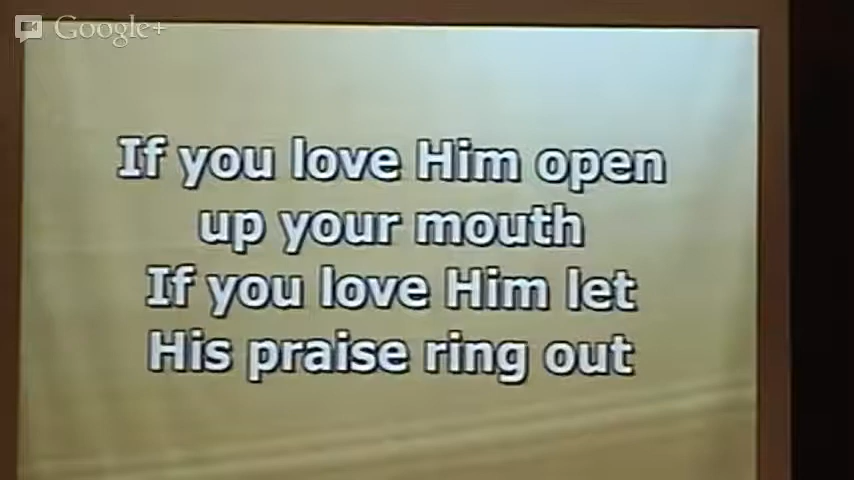 Google+
If you love Him open
up your mouth
If you love Him let
His praise ring out